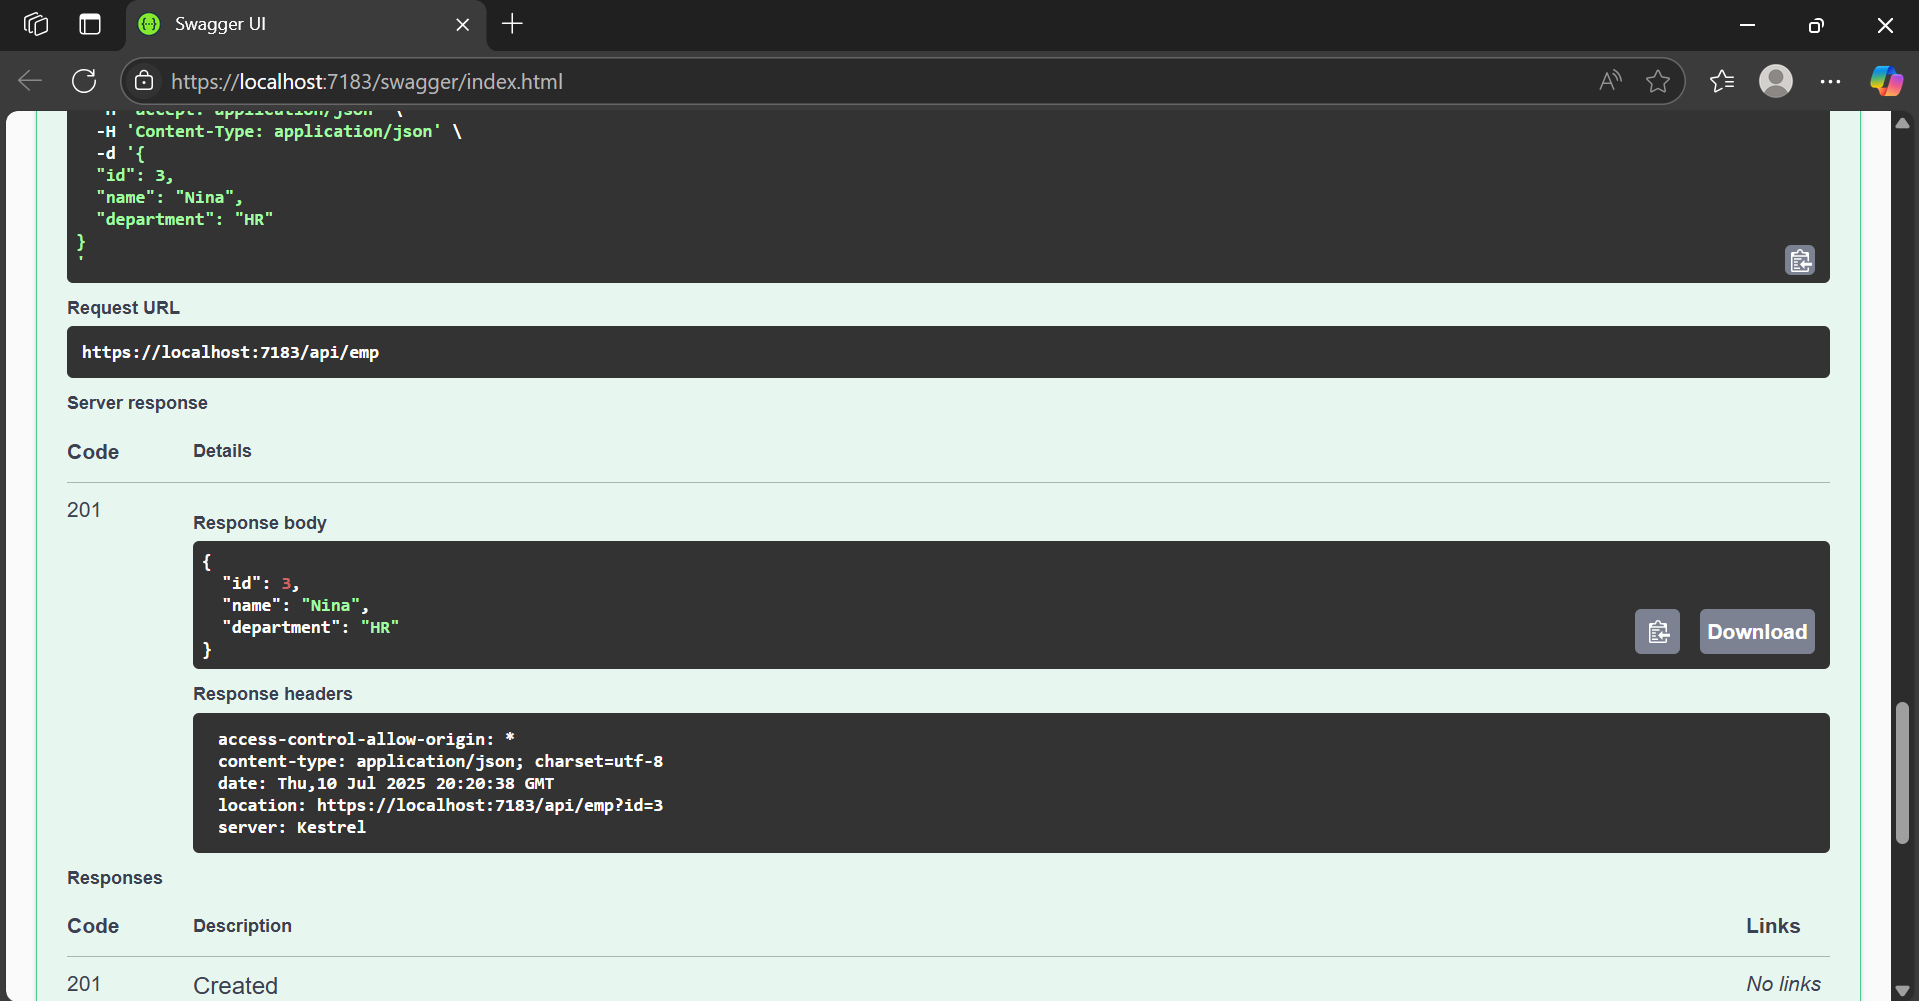 Swagger UI
https://localhost:7183/swagger/index.html
-H 'accept: application/json' \
-H 'Content-Type: application/json' \
-d '{
"id": 3,
"name": "Nina",
"department": "HR"
}
'
Request URL
https://localhost:7183/api/emp
Server response
Code Details
201
Response body
{
"id": 3,
"name": "Nina",
"department": "HR"
}
Download
Response headers
access-control-allow-origin: *
content-type: application/json; charset=utf-8
date: Thu,10 Jul 2025 20:20:38 GMT
location: https://localhost:7183/api/emp?id=3
server: Kestrel
Responses
Code Description Links
201 Created No links